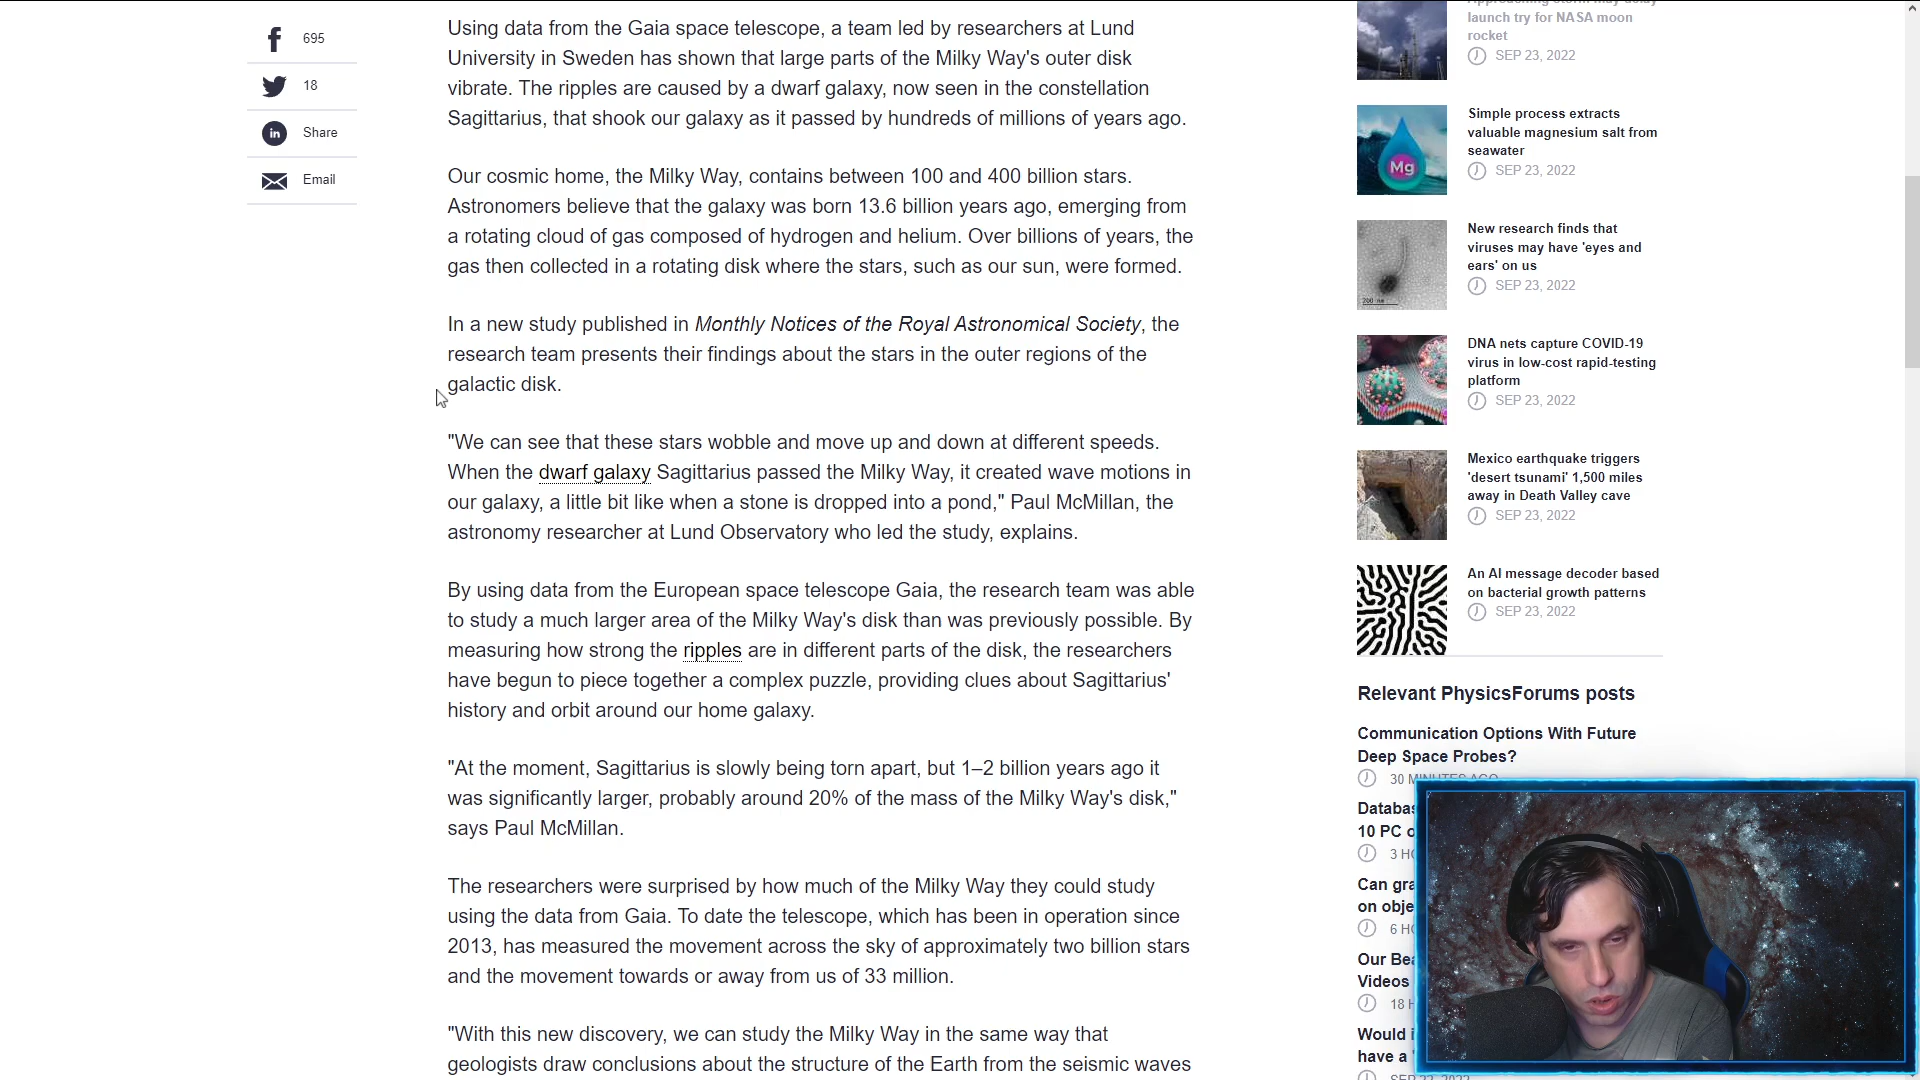 695
18
Share
Email
Using data from the Gaia space telescope, a team led by researchers at Lund
University in Sweden has shown that large parts of the Milky Way's outer disk
vibrate. The ripples are caused by a dwarf galaxy, now seen in the constellation
Sagittarius, that shook our galaxy as it passed by hundreds of millions of years ago.
Our cosmic home, the Milky Way, contains between 100 and 400 billion stars.
Astronomers believe that the galaxy was born 13.6 billion years ago, emerging from
a rotating cloud of gas composed of hydrogen and helium. Over billions of years, the
gas then collected in a rotating disk where the stars, such as our sun, were formed.
In a new study published in Monthly Notices of the Royal Astronomical Society, the
research team presents their findings about the stars in the outer regions of the
galactic disk.
"We can see that these stars wobble and move up and down at different speeds.
When the dwarf galaxy Sagittarius passed the Milky Way, it created wave motions in
our galaxy, a little bit like when a stone is dropped into a pond," Paul McMillan, the
astronomy researcher at Lund Observatory who led the study, explains.
By using data from the European space telescope Gaia, the research team was able
to study a much larger area of the Milky Way's disk than was previously possible. By
measuring how strong the ripples are in different parts of the disk, the researchers
have begun to piece together a complex puzzle, providing clues about Sagittarius'
history and orbit around our home galaxy.
"At the moment, Sagittarius is slowly being torn apart, but 1–2 billion years ago it
was significantly larger, probably around 20% of the mass of the Milky Way's disk,"
says Paul McMillan.
The researchers were surprised by how much of the Milky Way they could study
using the data from Gaia. To date the telescope, which has been in operation since
2013, has measured the movement across the sky of approximately two billion stars
and the movement towards or away from us of 33 million.
"With this new discovery, we can study the Milky Way in the same way that
geologists draw conclusions about the structure of the Earth from the seismic waves
launch try for NASA moon
rocket
SEP 23, 2022
Mg
Simple process extracts
valuable magnesium salt from
seawater
SEP 23, 2022
200 nm
New research finds that
viruses may have 'eyes and
ears' on us
SEP 23, 2022
DNA nets capture COVID-19
virus in low-cost rapid-testing
platform
SEP 23, 2022
Mexico earthquake triggers
'desert tsunami' 1,500 miles
away in Death Valley cave
SEP 23, 2022
An AI message decoder based
on bacterial growth patterns
SEP 23, 2022
Relevant PhysicsForums posts
Communication Options With Future
Deep Space Probes?
30 MINUTES AGO
10 PC
3
Can
on
6
Our
Videos
18
Would
have a